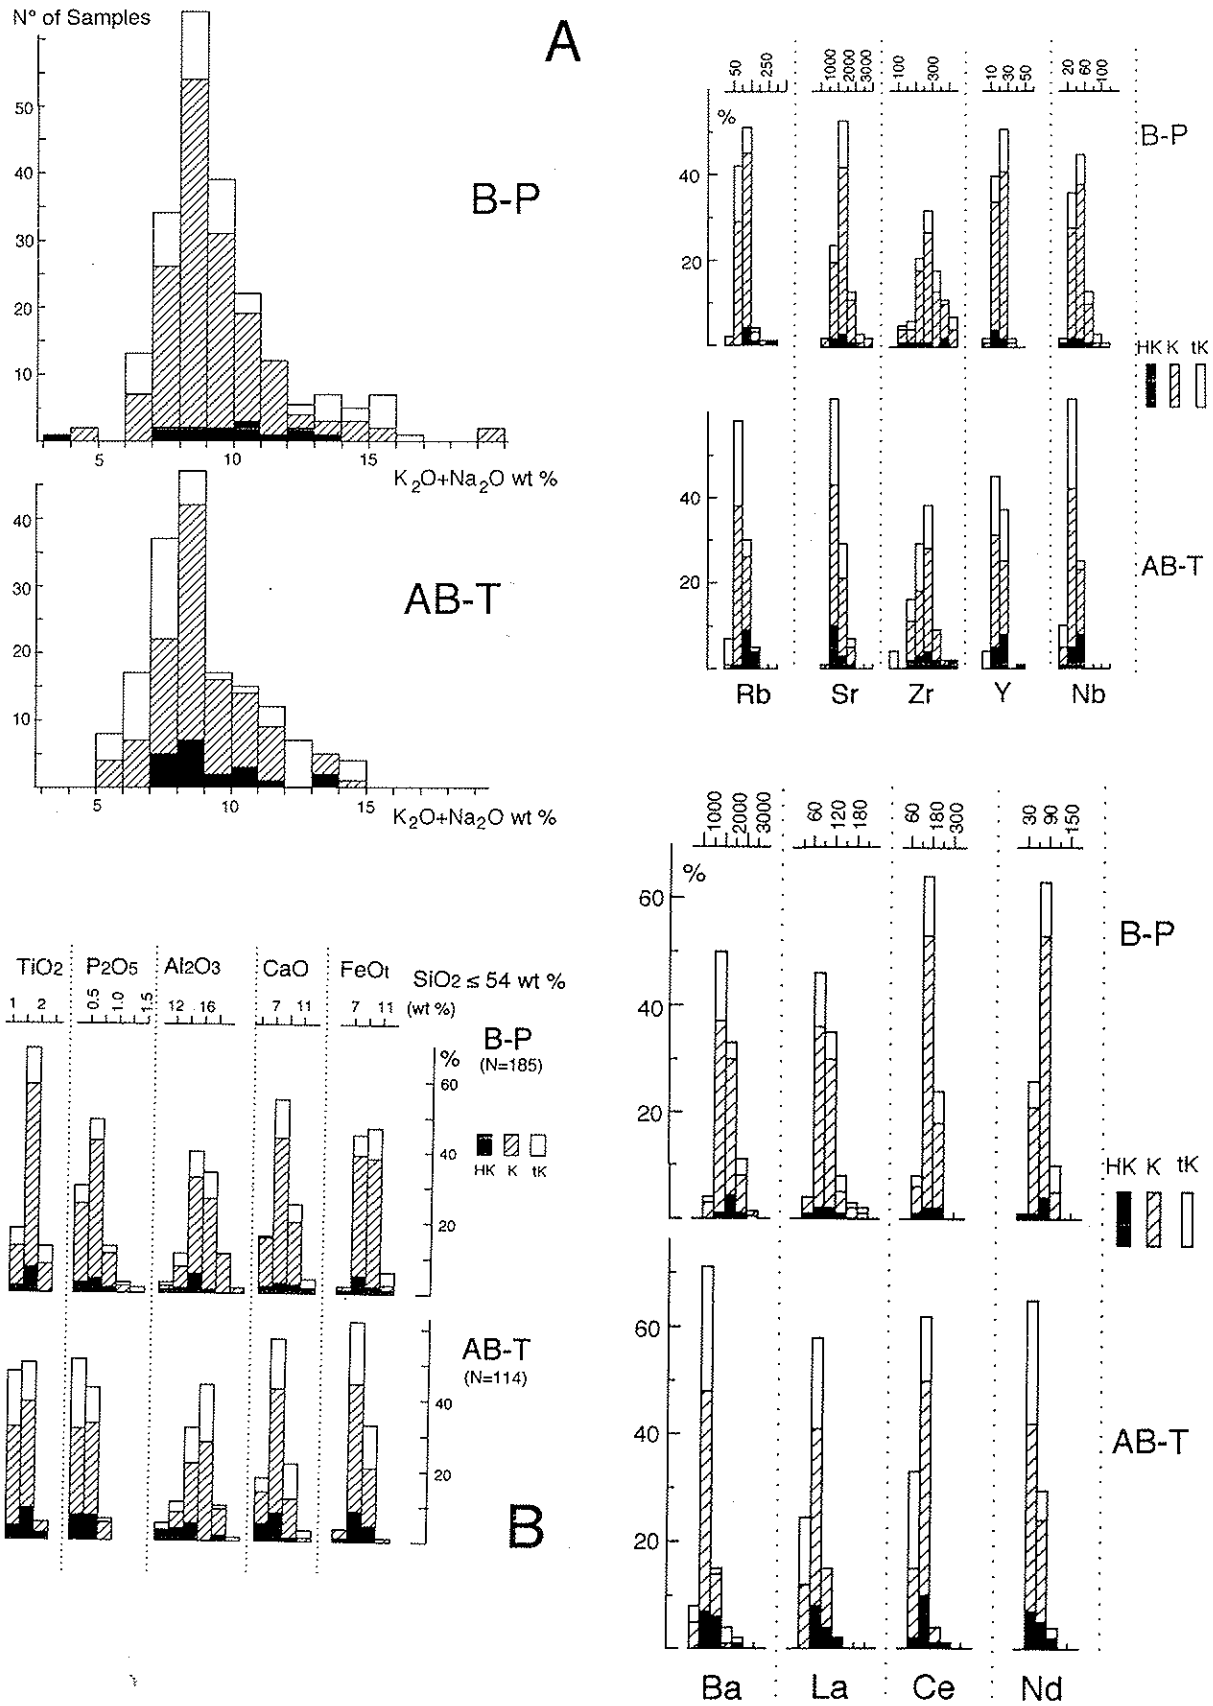 N° of Samples
A
50
40
30
20
10
B-P
5
10
15
K2O+Na2O wt %
40
30
20
10
AB-T
5
10
15
K2O+Na2O wt %
50
250
1000
2000
3000
100
300
10
30
50
20
60
100
%
40
20
B-P
HK K tK
40
20
AB-T
Rb Sr Zr Y Nb
TiO2 P2O5 Al2O3 CaO FeOt SiO2 ≤ 54 wt %
1 2 0.5 1.0 1.5 12 16 7 11 7 11 (wt %)
B-P
(N=185)
%
60
40
20
HK K tK
AB-T
(N=114)
40
20
B
1000
2000
3000
60
120
180
60
180
300
30
90
150
%
60
40
20
B-P
HK K tK
60
40
20
AB-T
Ba La Ce Nd